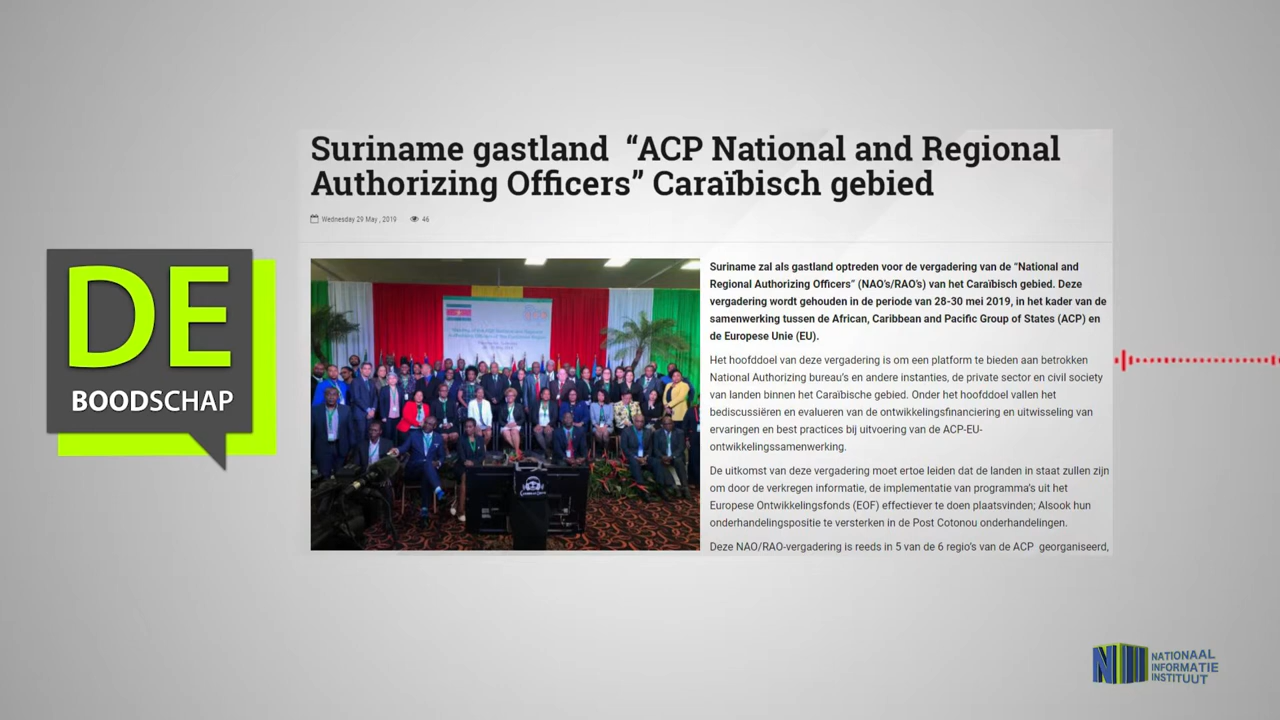 Suriname gastland “ACP National and Regional
Authorizing Officers” Caraïbisch gebied
Wednesday 29 May , 2019 46
DE
BOODSCHAP
Suriname zal als gastland optreden voor de vergadering van de “National and
Regional Authorizing Officers” (NAO's/RAO's) van het Caraïbisch gebied. Deze
vergadering wordt gehouden in de periode van 28-30 mei 2019, in het kader van de
samenwerking tussen de African, Caribbean and Pacific Group of States (ACP) en
de Europese Unie (EU).
Het hoofddoel van deze vergadering is om een platform te bieden aan betrokken
National Authorizing bureau's en andere instanties, de private sector en civil society
van landen binnen het Caraïbische gebied. Onder het hoofddoel vallen het
bediscussiëren en evalueren van de ontwikkelingsfinanciering en uitwisseling van
ervaringen en best practices bij uitvoering van de ACP-EU-
ontwikkelingssamenwerking.
De uitkomst van deze vergadering moet ertoe leiden dat de landen in staat zullen zijn
om door de verkregen informatie, de implementatie van programma's uit het
Europese Ontwikkelingsfonds (EOF) effectiever te doen plaatsvinden; Alsook hun
onderhandelingspositie te versterken in de Post Cotonou onderhandelingen.
Deze NAO/RAO-vergadering is reeds in 5 van de 6 regio's van de ACP georganiseerd,
NATIONAAL
INFORMATIE
INSTITUUT